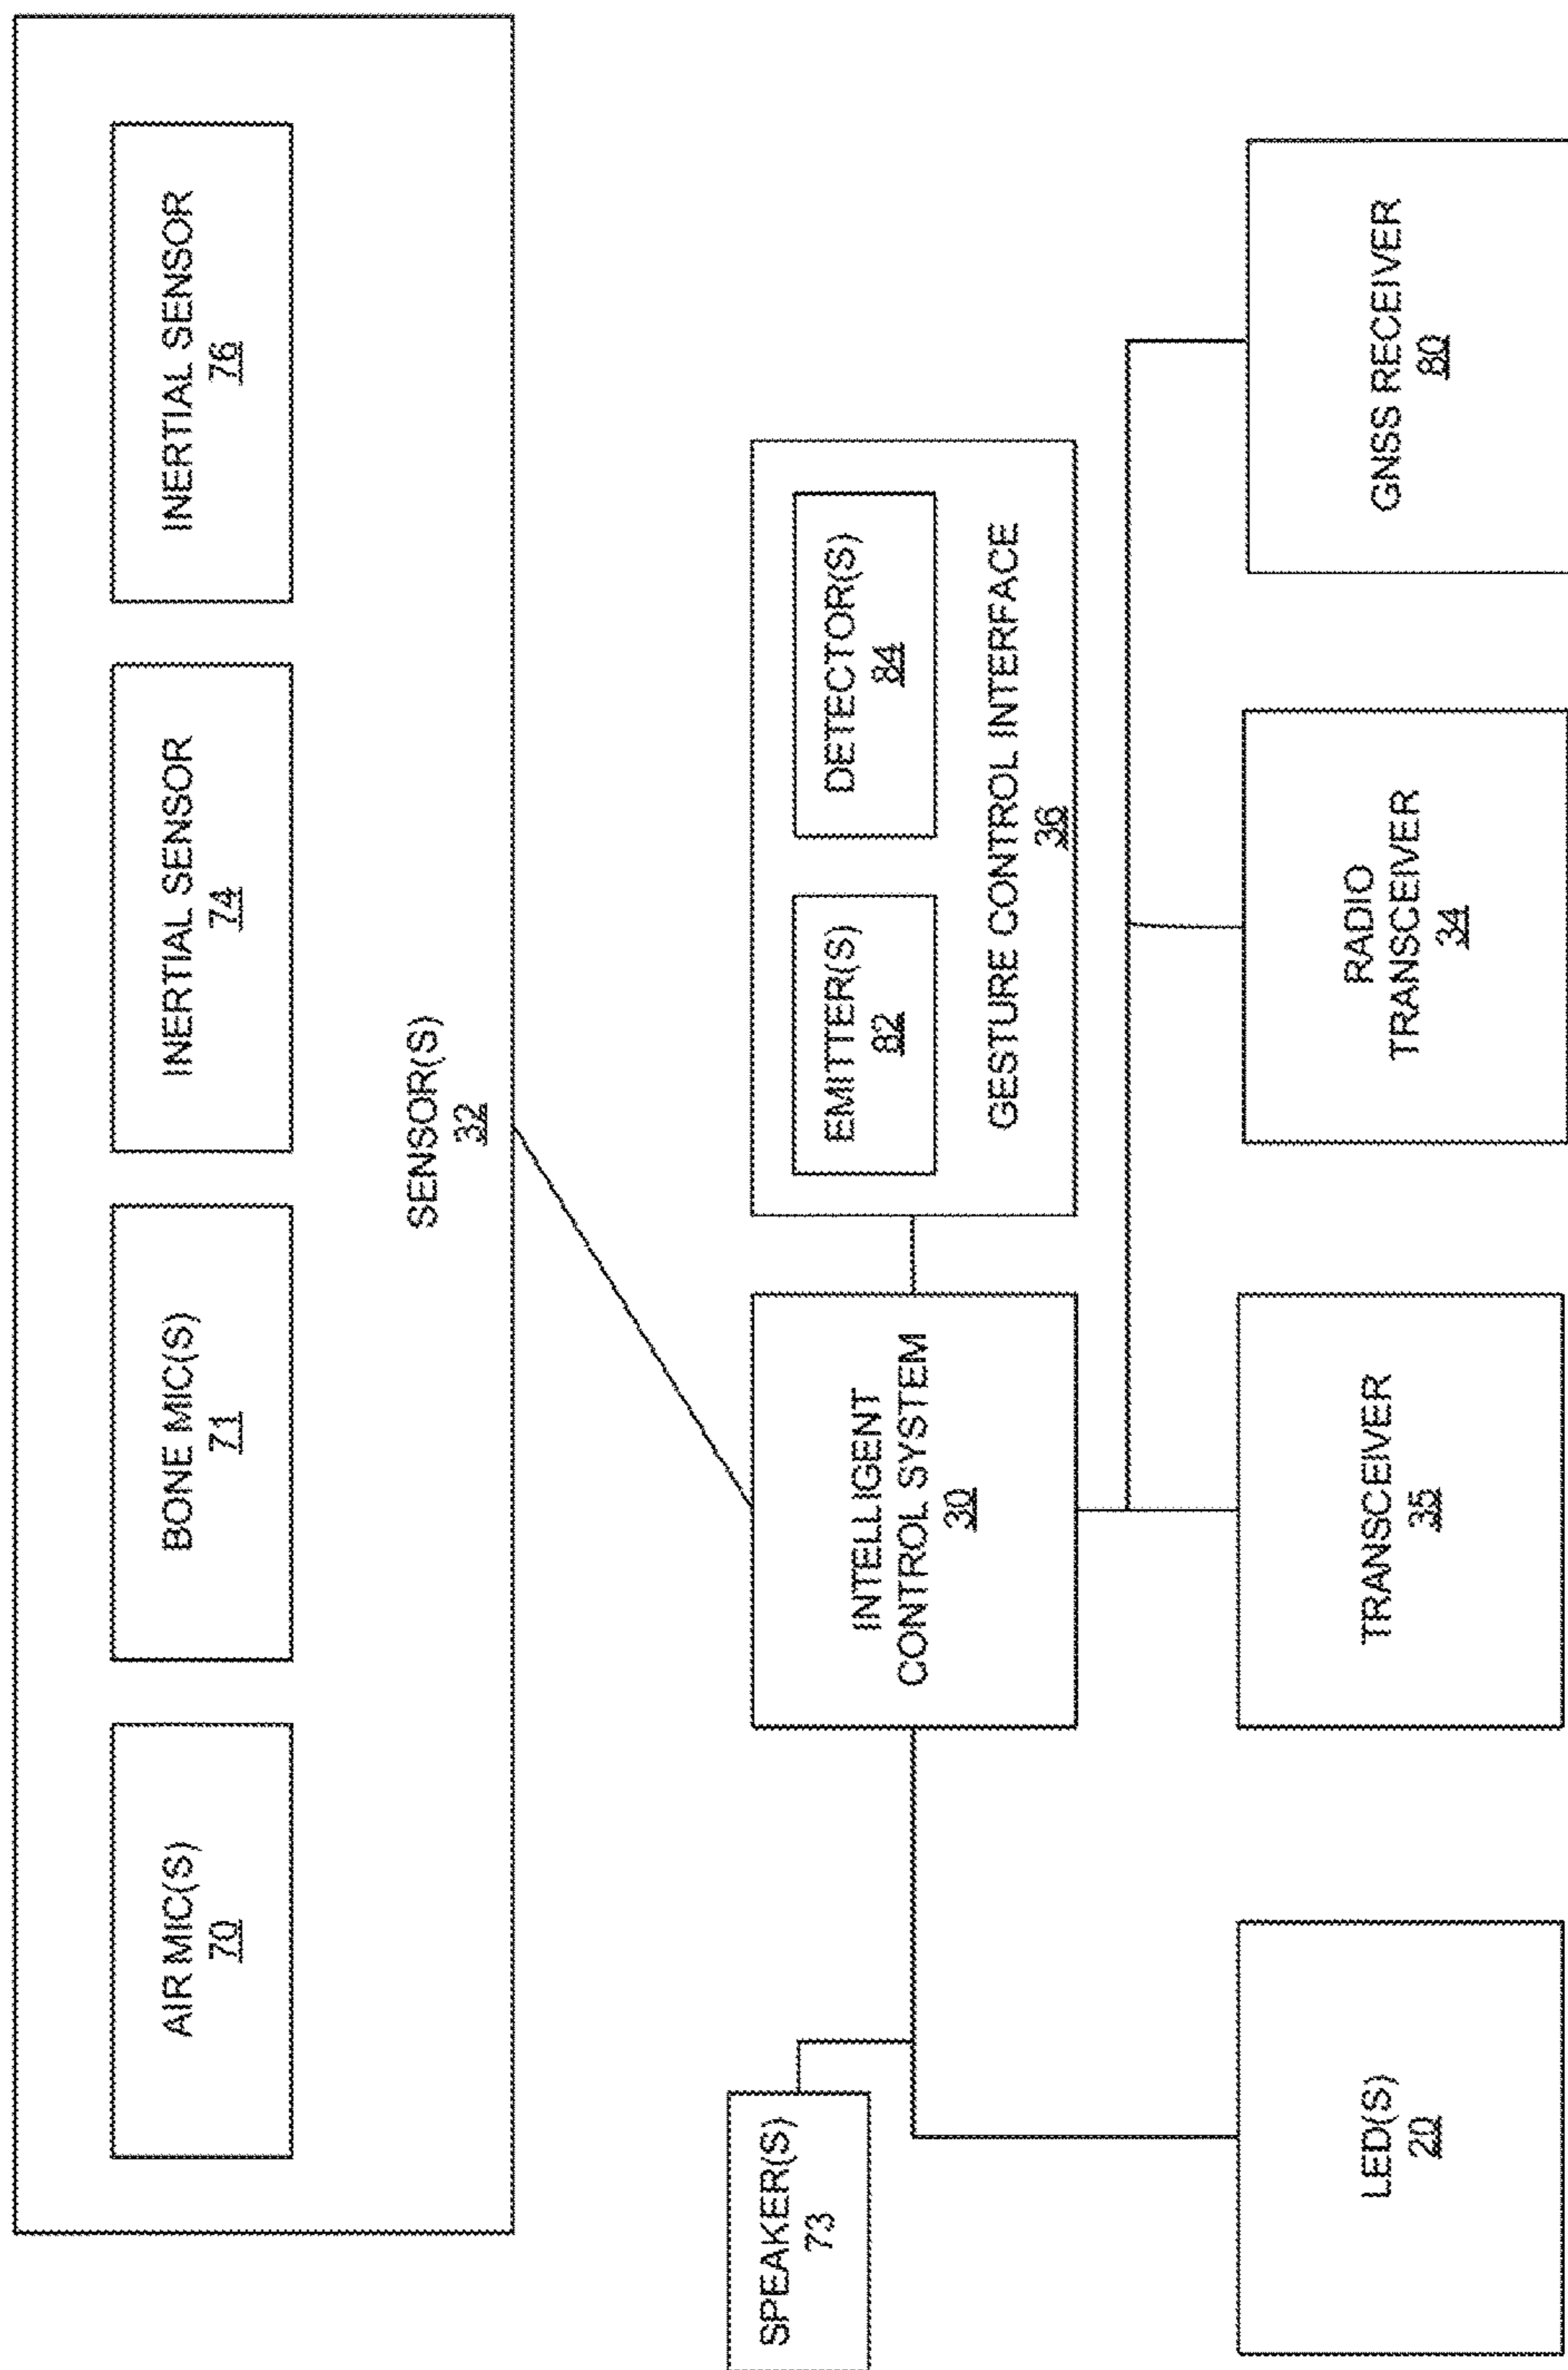 AIR MIC(S)
70
BONE MIC(S)
71
INERTIAL SENSOR
74
INERTIAL SENSOR
76
SENSOR(S)
32
SPEAKER(S)
73
INTELLIGENT
CONTROL SYSTEM
30
EMITTER(S)
82
DETECTOR(S)
84
GESTURE CONTROL INTERFACE
36
LED(S)
20
TRANSCEIVER
35
RADIO
TRANSCEIVER
34
GNSS RECEIVER
80